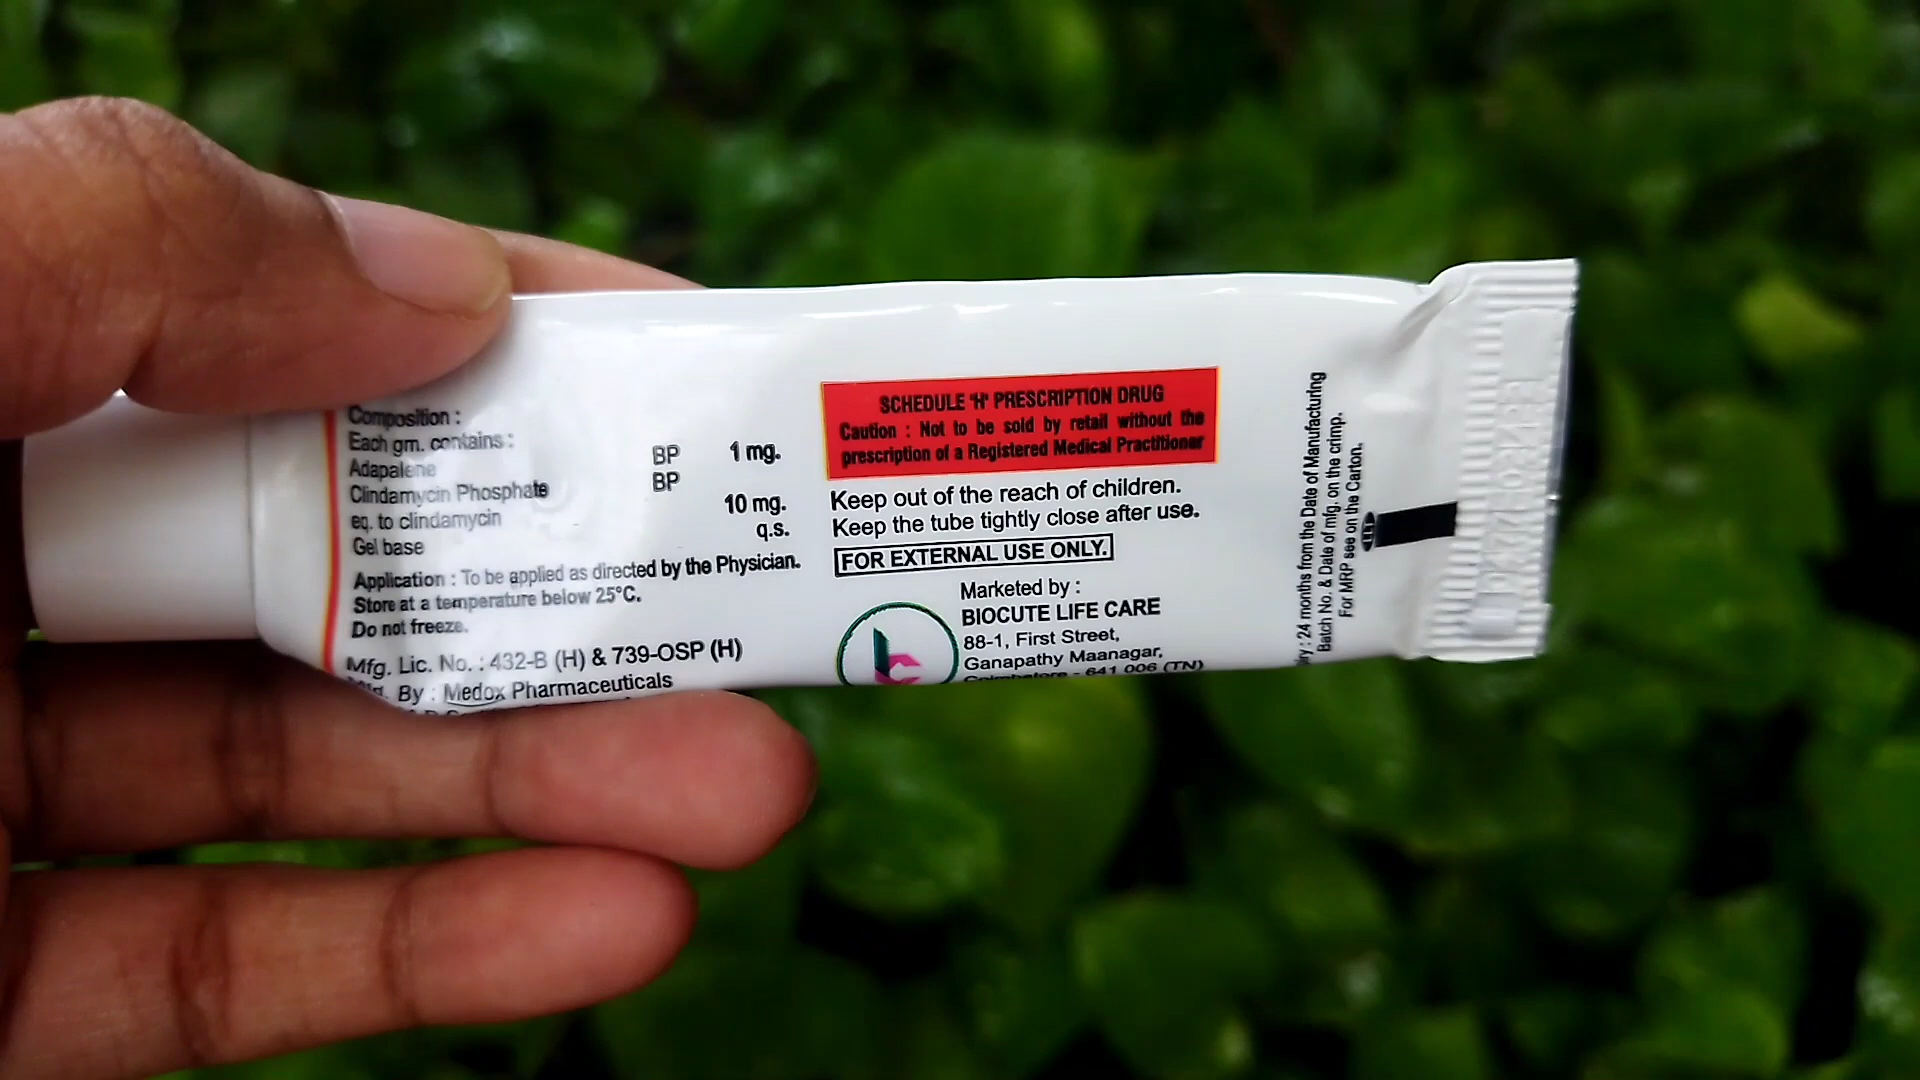 Composition :
Each gm. contains :
Adapalene BP 1 mg.
Clindamycin Phosphate BP
eq. to clindamycin 10 mg.
Gel base q.s.
Application : To be applied as directed by the Physician.
Store at a temperature below 25°C.
Do not freeze.
Mfg. Lic. No. : 432-B (H) & 739-OSP (H)
By : Medox Pharmaceuticals
SCHEDULE 'H' PRESCRIPTION DRUG
Caution : Not to be sold by retail without the
prescription of a Registered Medical Practitioner
Keep out of the reach of children.
Keep the tube tightly close after use.
FOR EXTERNAL USE ONLY.
Marketed by :
BIOCUTE LIFE CARE
88-1, First Street,
Ganapathy Maanagar,
Coimbatore - 641 006 (TN)
: 24 months from the Date of Manufacturing
Batch No. & Date of mfg. on the crimp.
For MRP see on the Carton.